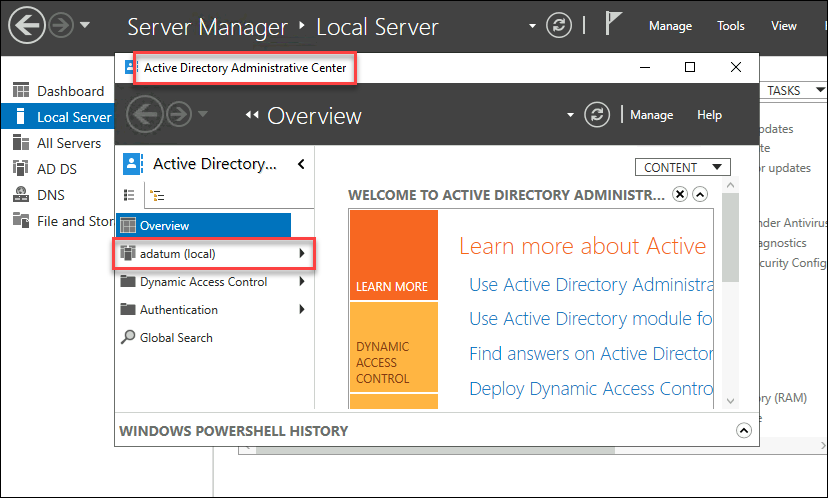 Server Manager ‣ Local Server
Manage Tools View
Dashboard
Local Server
All Servers
AD DS
DNS
File and Stor
TASKS
pdates
te
or updates
nder Antivirus
agnostics
ecurity Config
ory (RAM)
e
Active Directory Administrative Center
Overview
Manage Help
Active Directory...
CONTENT
Overview
adatum (local)
Dynamic Access Control
Authentication
Global Search
WELCOME TO ACTIVE DIRECTORY ADMINISTR...
LEARN MORE
DYNAMIC
ACCESS
CONTROL
Learn more about Active
Use Active Directory Administra
Use Active Directory module fo
Find answers on Active Director
Deploy Dynamic Access Contro
WINDOWS POWERSHELL HISTORY